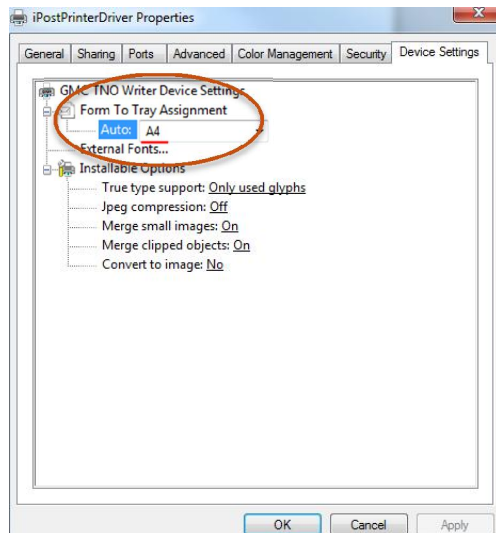 iPostPrinterDriver Properties
General Sharing Ports Advanced Color Management Security Device Settings
GMC TNO Writer Device Settings
Form To Tray Assignment
Auto: A4
External Fonts...
Installable Options
True type support: Only used glyphs
Jpeg compression: Off
Merge small images: On
Merge clipped objects: On
Convert to image: No
OK Cancel Apply